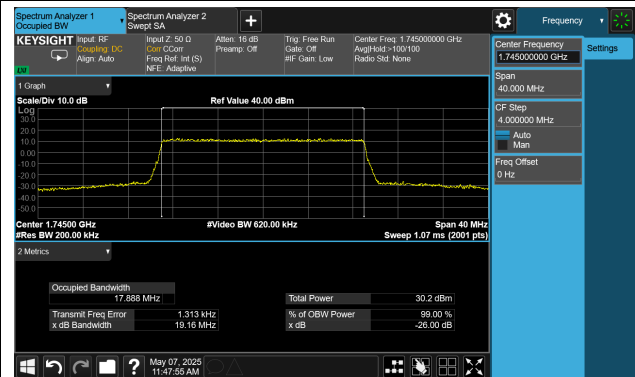 Spectrum Analyzer 1
Occupied BW
Spectrum Analyzer 2
Swept SA
Frequency
KEYSIGHT
Input: RF
Coupling: DC
Align: Auto
Input Z: 50 Ω
Corr CCorr
Freq Ref: Int (S)
NFE: Adaptive
Atten: 16 dB
Preamp: Off
Trig: Free Run
Gate: Off
#IF Gain: Low
Center Freq: 1.745000000 GHz
Avg|Hold:>100/100
Radio Std: None
Center Frequency
1.745000000 GHz
Settings
Span
40.000 MHz
CF Step
4.000000 MHz
Auto
Man
Freq Offset
0 Hz
1 Graph
Scale/Div 10.0 dB
Ref Value 40.00 dBm
Log
30.0
20.0
10.0
0.00
-10.0
-20.0
-30.0
-40.0
-50.0
Center 1.74500 GHz
#Video BW 620.00 kHz
Span 40 MHz
#Res BW 200.00 kHz
Sweep 1.07 ms (2001 pts)
2 Metrics
Occupied Bandwidth
17.888 MHz
Total Power 30.2 dBm
Transmit Freq Error 1.313 kHz
% of OBW Power 99.00 %
x dB Bandwidth 19.16 MHz
x dB -26.00 dB
?
May 07, 2025
11:47:55 AM